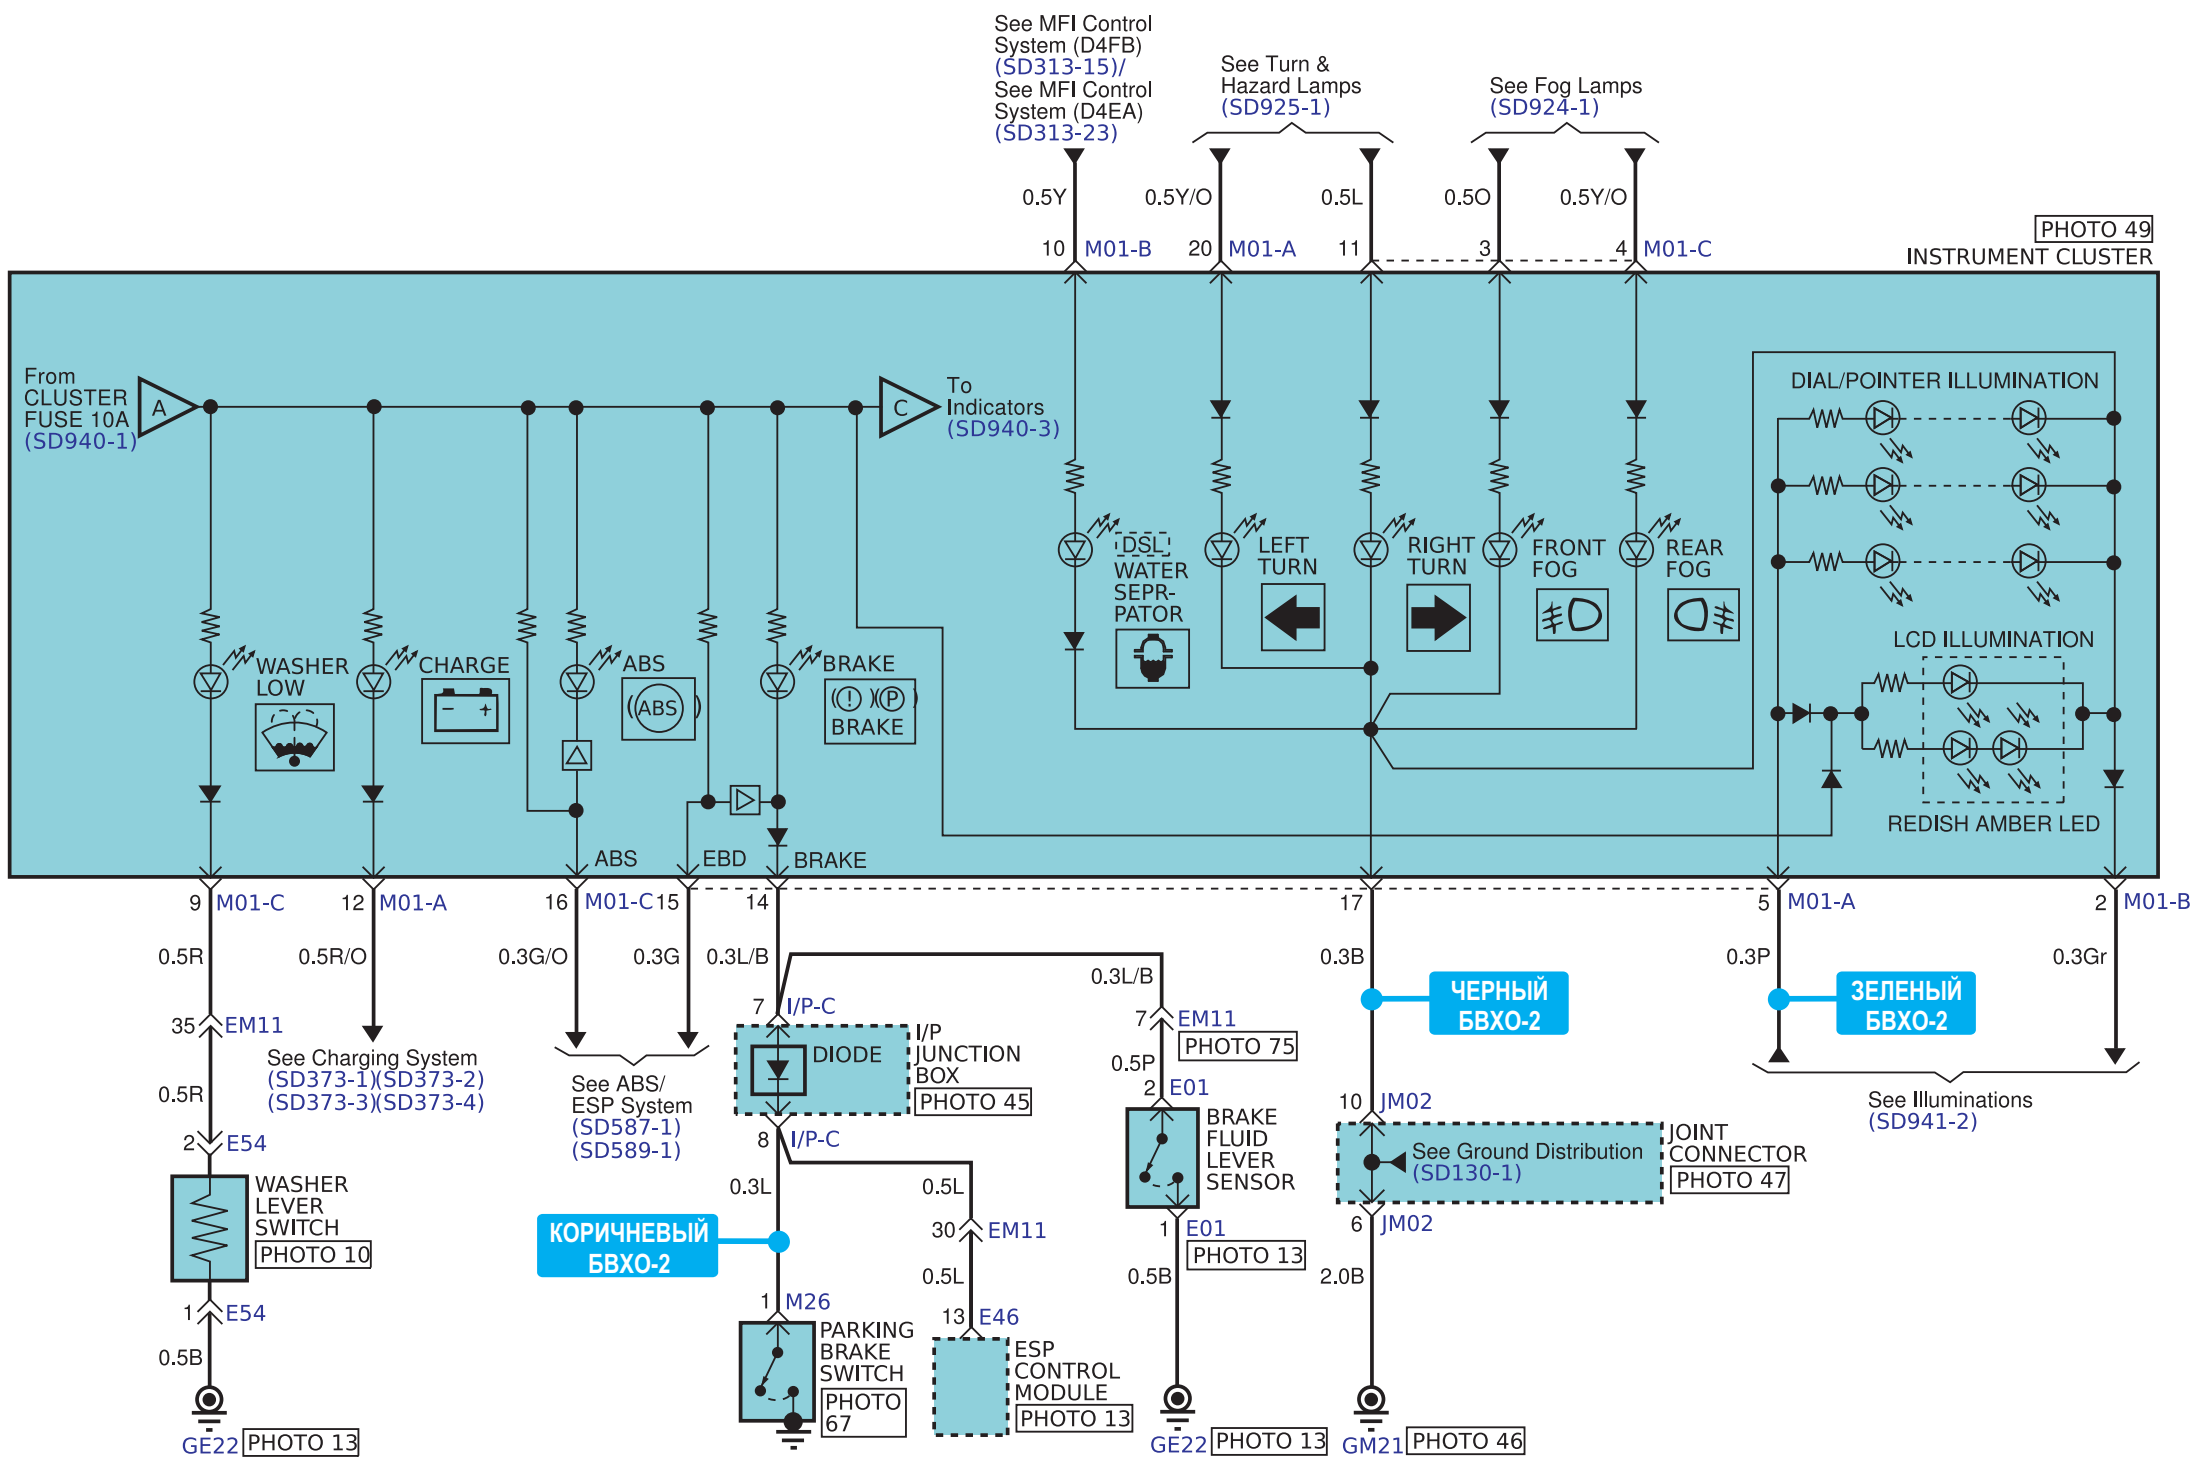 See MFI Control
System (D4FB)
(SD313-15)/
See MFI Control
System (D4EA)
(SD313-23)
See Turn &
Hazard Lamps
(SD925-1)
See Fog Lamps
(SD924-1)
0.5Y
0.5Y/O
0.5L
0.5O
0.5Y/O
10 M01-B
20 M01-A
11
3
4 M01-C
PHOTO 49
INSTRUMENT CLUSTER
From
CLUSTER
FUSE 10A
(SD940-1)
A
C
To
Indicators
(SD940-3)
DIAL/POINTER ILLUMINATION
DSL
WATER
SEPR-
PATOR
LEFT
TURN
RIGHT
TURN
FRONT
FOG
REAR
FOG
WASHER
LOW
CHARGE
- +
ABS
(ABS)
BRAKE
(!) (P)
BRAKE
LCD ILLUMINATION
REDISH AMBER LED
ABS
EBD
BRAKE
9 M01-C
12 M01-A
16 M01-C
15
14
17
5 M01-A
2 M01-B
0.5R
0.5R/O
0.3G/O
0.3G
0.3L/B
0.3L/B
0.3B
0.3P
0.3Gr
ЧЕРНЫЙ
БВХО-2
ЗЕЛЕНЫЙ
БВХО-2
35 EM11
See Charging System
(SD373-1)(SD373-2)
(SD373-3)(SD373-4)
See ABS/
ESP System
(SD587-1)
(SD589-1)
7 I/P-C
DIODE
I/P
JUNCTION
BOX
PHOTO 45
8 I/P-C
7 EM11
PHOTO 75
0.5P
2 E01
BRAKE
FLUID
LEVER
SENSOR
1 E01
PHOTO 13
0.5B
GE22 PHOTO 13
10 JM02
See Ground Distribution
(SD130-1)
JOINT
CONNECTOR
PHOTO 47
6 JM02
2.0B
GM21 PHOTO 46
See Illuminations
(SD941-2)
0.5R
2 E54
WASHER
LEVER
SWITCH
PHOTO 10
1 E54
0.5B
GE22 PHOTO 13
0.3L
0.5L
КОРИЧНЕВЫЙ
БВХО-2
30 EM11
0.5L
1 M26
PARKING
BRAKE
SWITCH
PHOTO
67
13 E46
ESP
CONTROL
MODULE
PHOTO 13